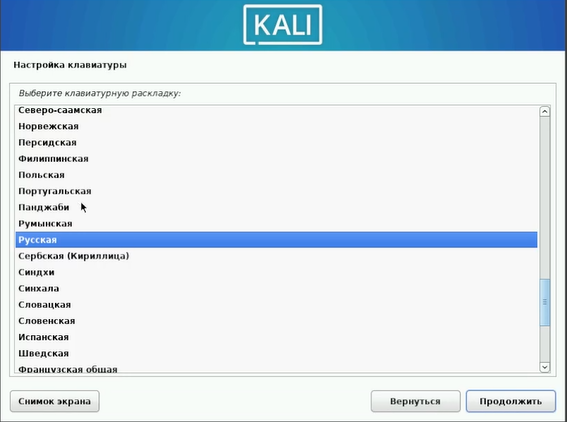 KALI
Настройка клавиатуры
Выберите клавиатурную раскладку:
Северо-саамская
Норвежская
Персидская
Филиппинская
Польская
Португальская
Панджаби
Румынская
Русская
Сербская (Кириллица)
Синдхи
Синхала
Словацкая
Словенская
Испанская
Шведская
Французская общая
Снимок экрана
Вернуться
Продолжить